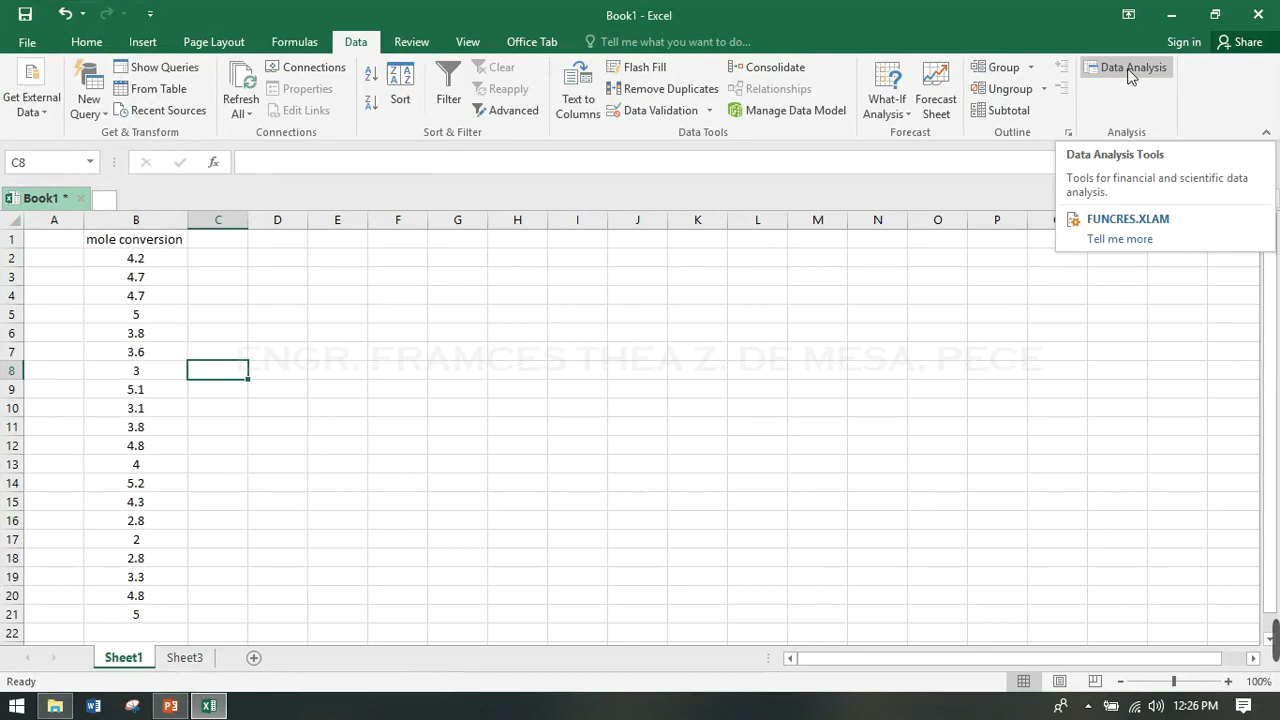 Book1 - Excel
File Home Insert Page Layout Formulas Data Review View Office Tab Tell me what you want to do... Sign in Share
Get External Data
New Query
Show Queries
From Table
Recent Sources
Get & Transform
Refresh All
Connections
Properties
Edit Links
Connections
Sort
Filter
Clear
Reapply
Advanced
Sort & Filter
Text to Columns
Flash Fill
Remove Duplicates
Data Validation
Consolidate
Relationships
Manage Data Model
Data Tools
What-If Analysis
Forecast Sheet
Forecast
Group
Ungroup
Subtotal
Outline
Data Analysis
Analysis
C8 fx
Data Analysis Tools
Tools for financial and scientific data
analysis.
FUNCRES.XLAM
Tell me more
Book1 *
A B C D E F G H I J K L M N O P
1 mole conversion
2 4.2
3 4.7
4 4.7
5 5
6 3.8
7 3.6
ENGR. FRAMCES THEA Z. DE MESA, PECE
8 3
9 5.1
10 3.1
11 3.8
12 4.8
13 4
14 5.2
15 4.3
16 2.8
17 2
18 2.8
19 3.3
20 4.8
21 5
22
Sheet1 Sheet3
Ready 100%
12:26 PM